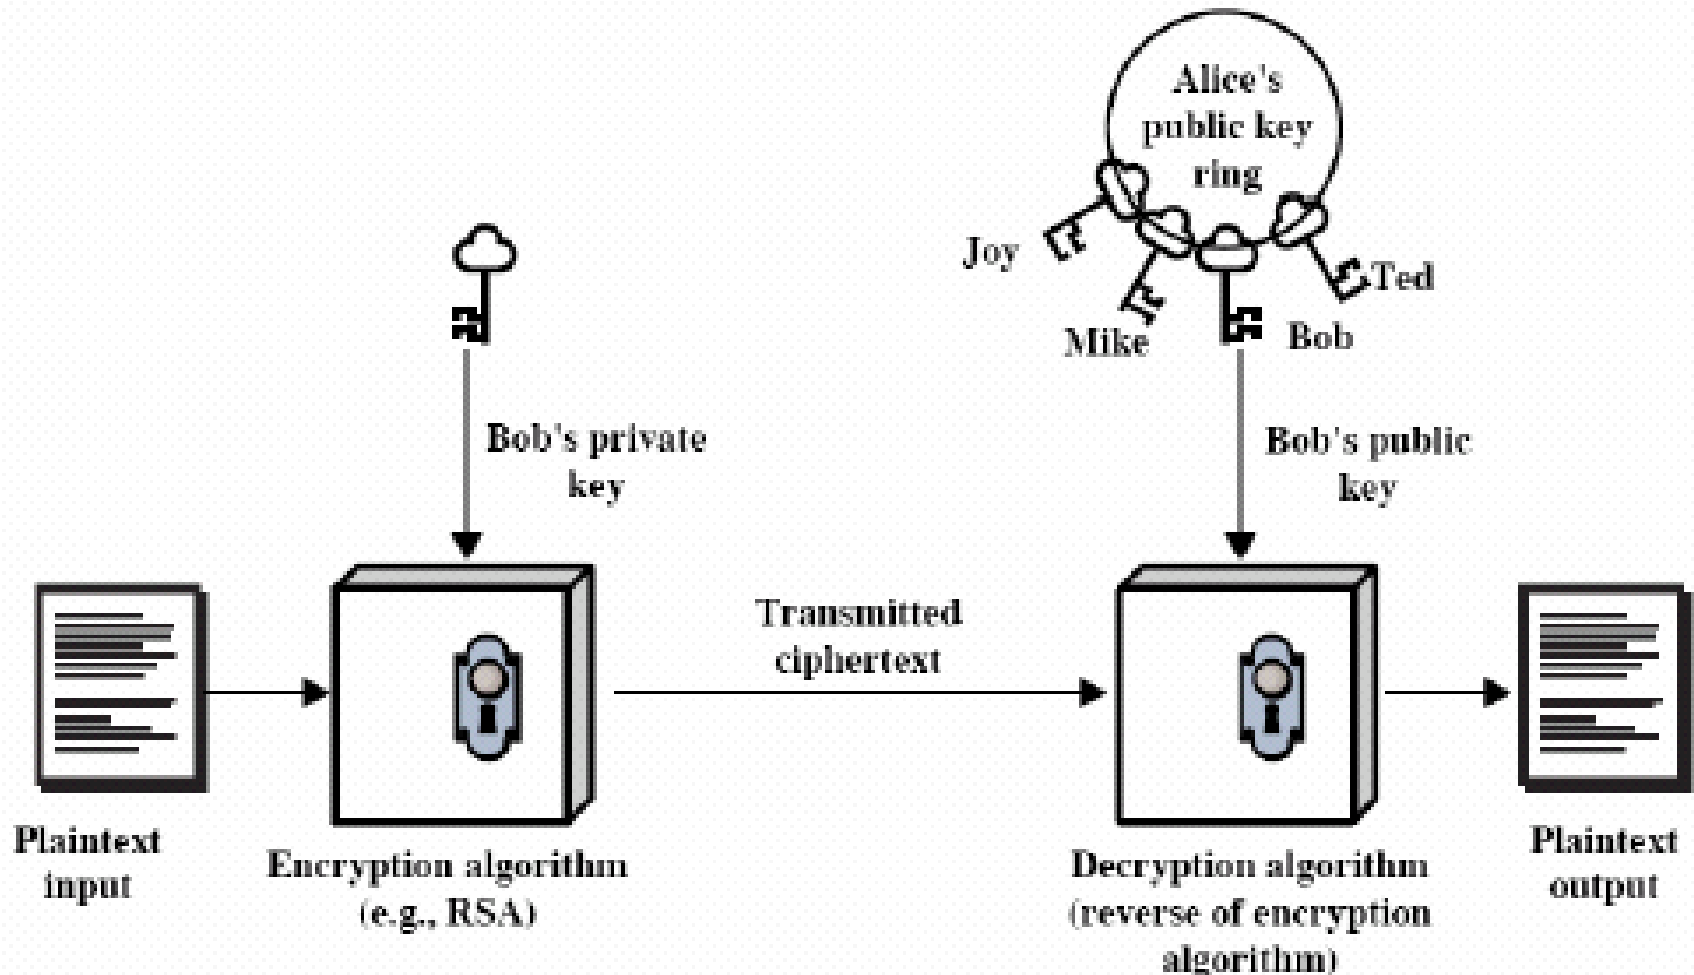 Alice's
public key
ring
Joy
Ted
Mike
Bob
Bob's private
key
Bob's public
key
Transmitted
ciphertext
Plaintext
input
Encryption algorithm
(e.g., RSA)
Decryption algorithm
(reverse of encryption
algorithm)
Plaintext
output